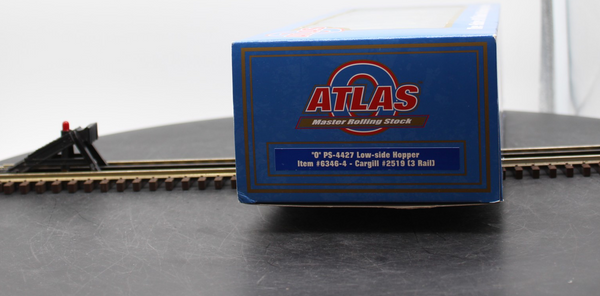 ATLAS
Master Rolling Stock
"O" PS-4427 Low-side Hopper
Item #6346-4 - Cargill #2519 (3 Rail)